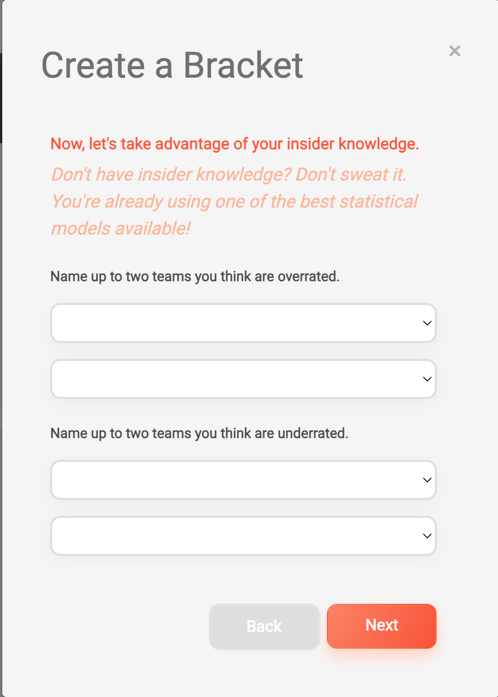 Create a Bracket
×
Now, let's take advantage of your insider knowledge.
Don't have insider knowledge? Don't sweat it.
You're already using one of the best statistical
models available!
Name up to two teams you think are overrated.
Name up to two teams you think are underrated.
Back
Next